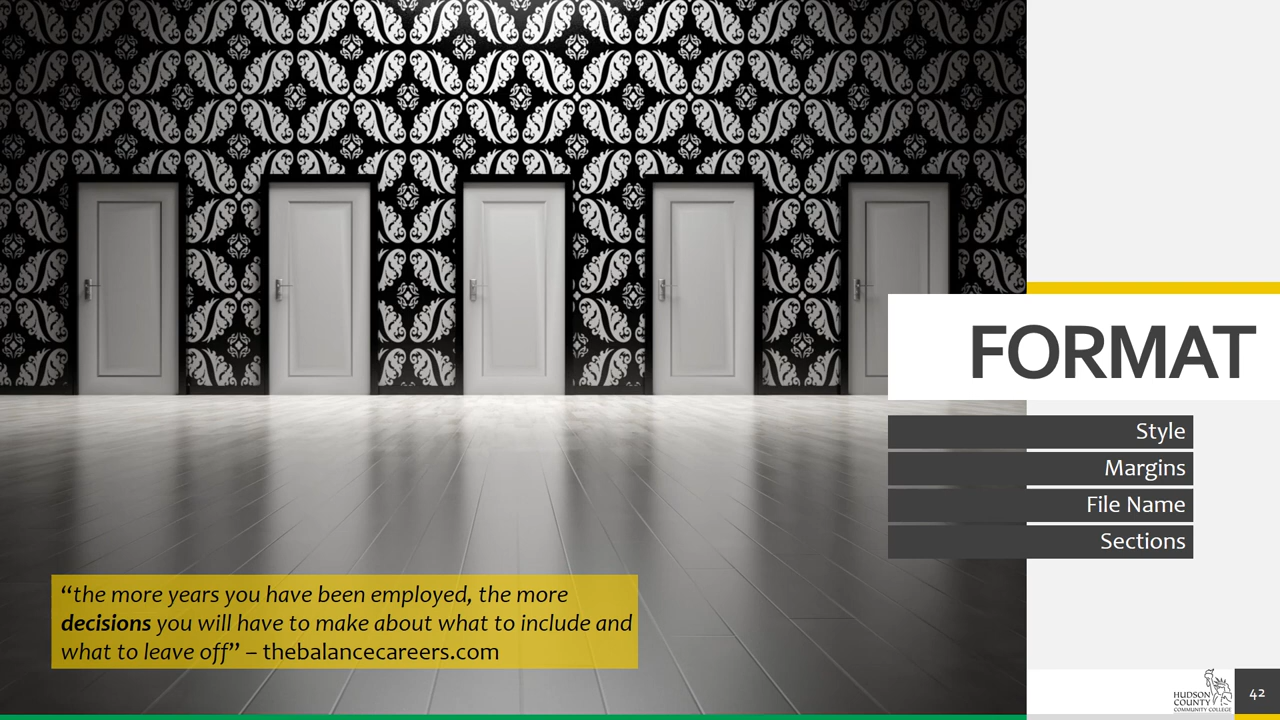 FORMAT
Style
Margins
File Name
Sections
“the more years you have been employed, the more
decisions you will have to make about what to include and
what to leave off” – thebalancecareers.com
HUDSON
COUNTY
COMMUNITY COLLEGE
42